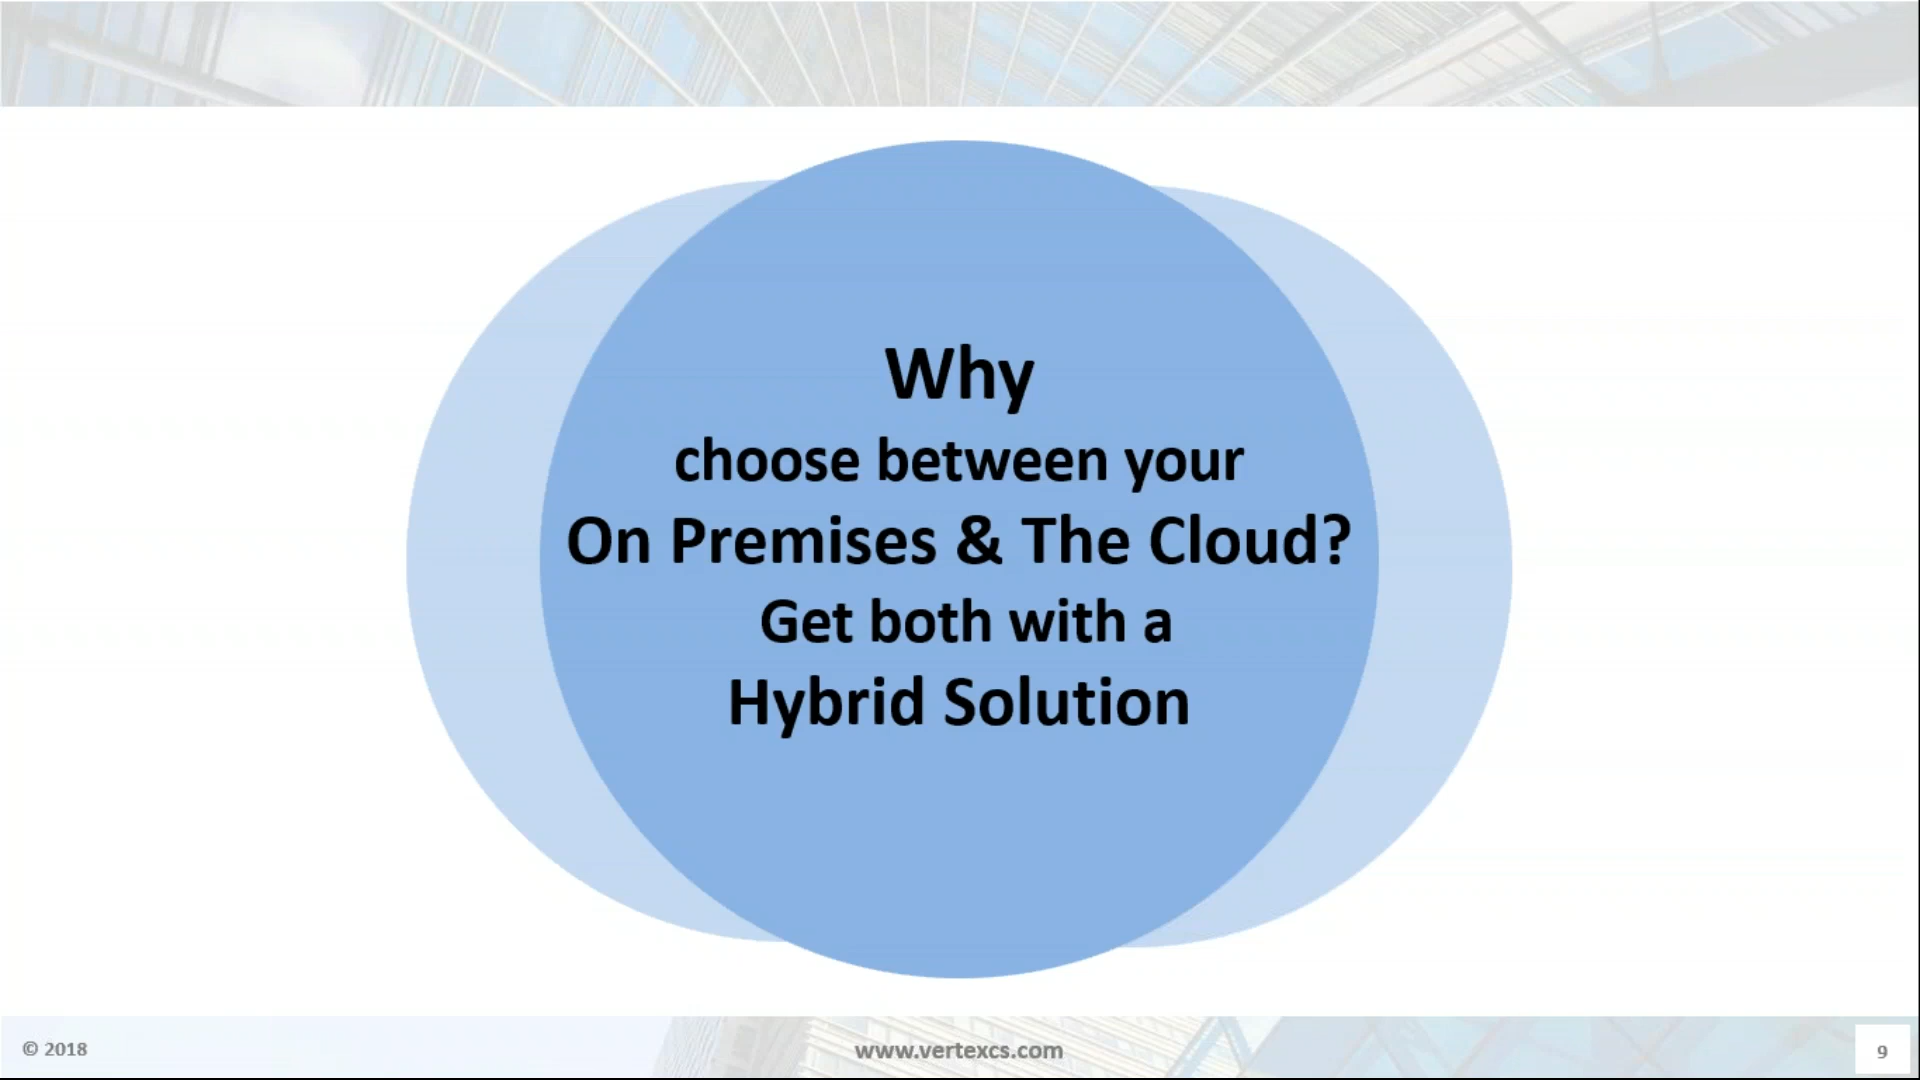 Why
choose between your
On Premises & The Cloud?
Get both with a
Hybrid Solution
© 2018
www.vertexcs.com
9